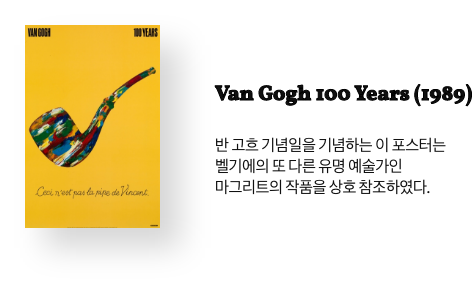 VAN GOGH
100 YEARS
Ceci n'est pas la pipe de Vincent.
Van Gogh 100 Years (1989)
반 고흐 기념일을 기념하는 이 포스터는
벨기에의 또 다른 유명 예술가인
마그리트의 작품을 상호 참조하였다.